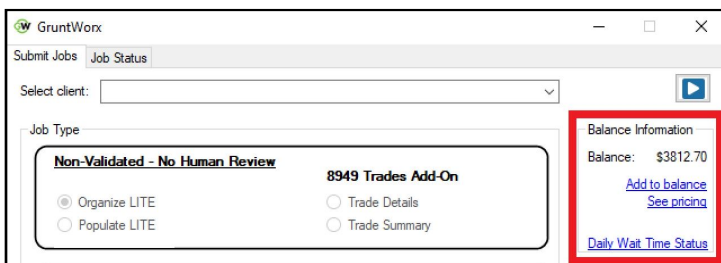 GruntWorx
Submit Jobs Job Status
Select client:
Job Type
Non-Validated - No Human Review
8949 Trades Add-On
Organize LITE
Trade Details
Populate LITE
Trade Summary
Balance Information
Balance: $3812.70
Add to balance
See pricing
Daily Wait Time Status